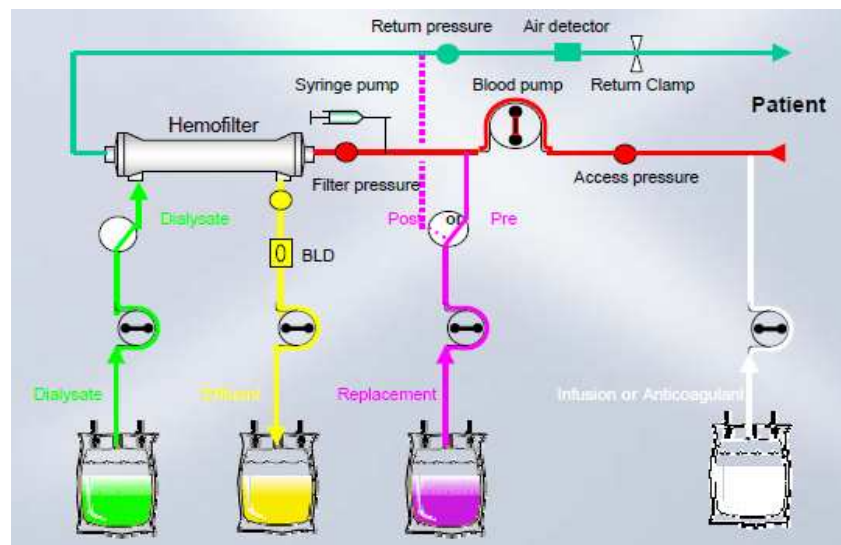 Return pressure
Air detector
Syringe pump
Blood pump
Return Clamp
Patient
Hemofilter
Filter pressure
Access pressure
Dialysate
Post or Pre
BLD
Dialysate
Effluent
Replacement
Infusion or Anticoagulant